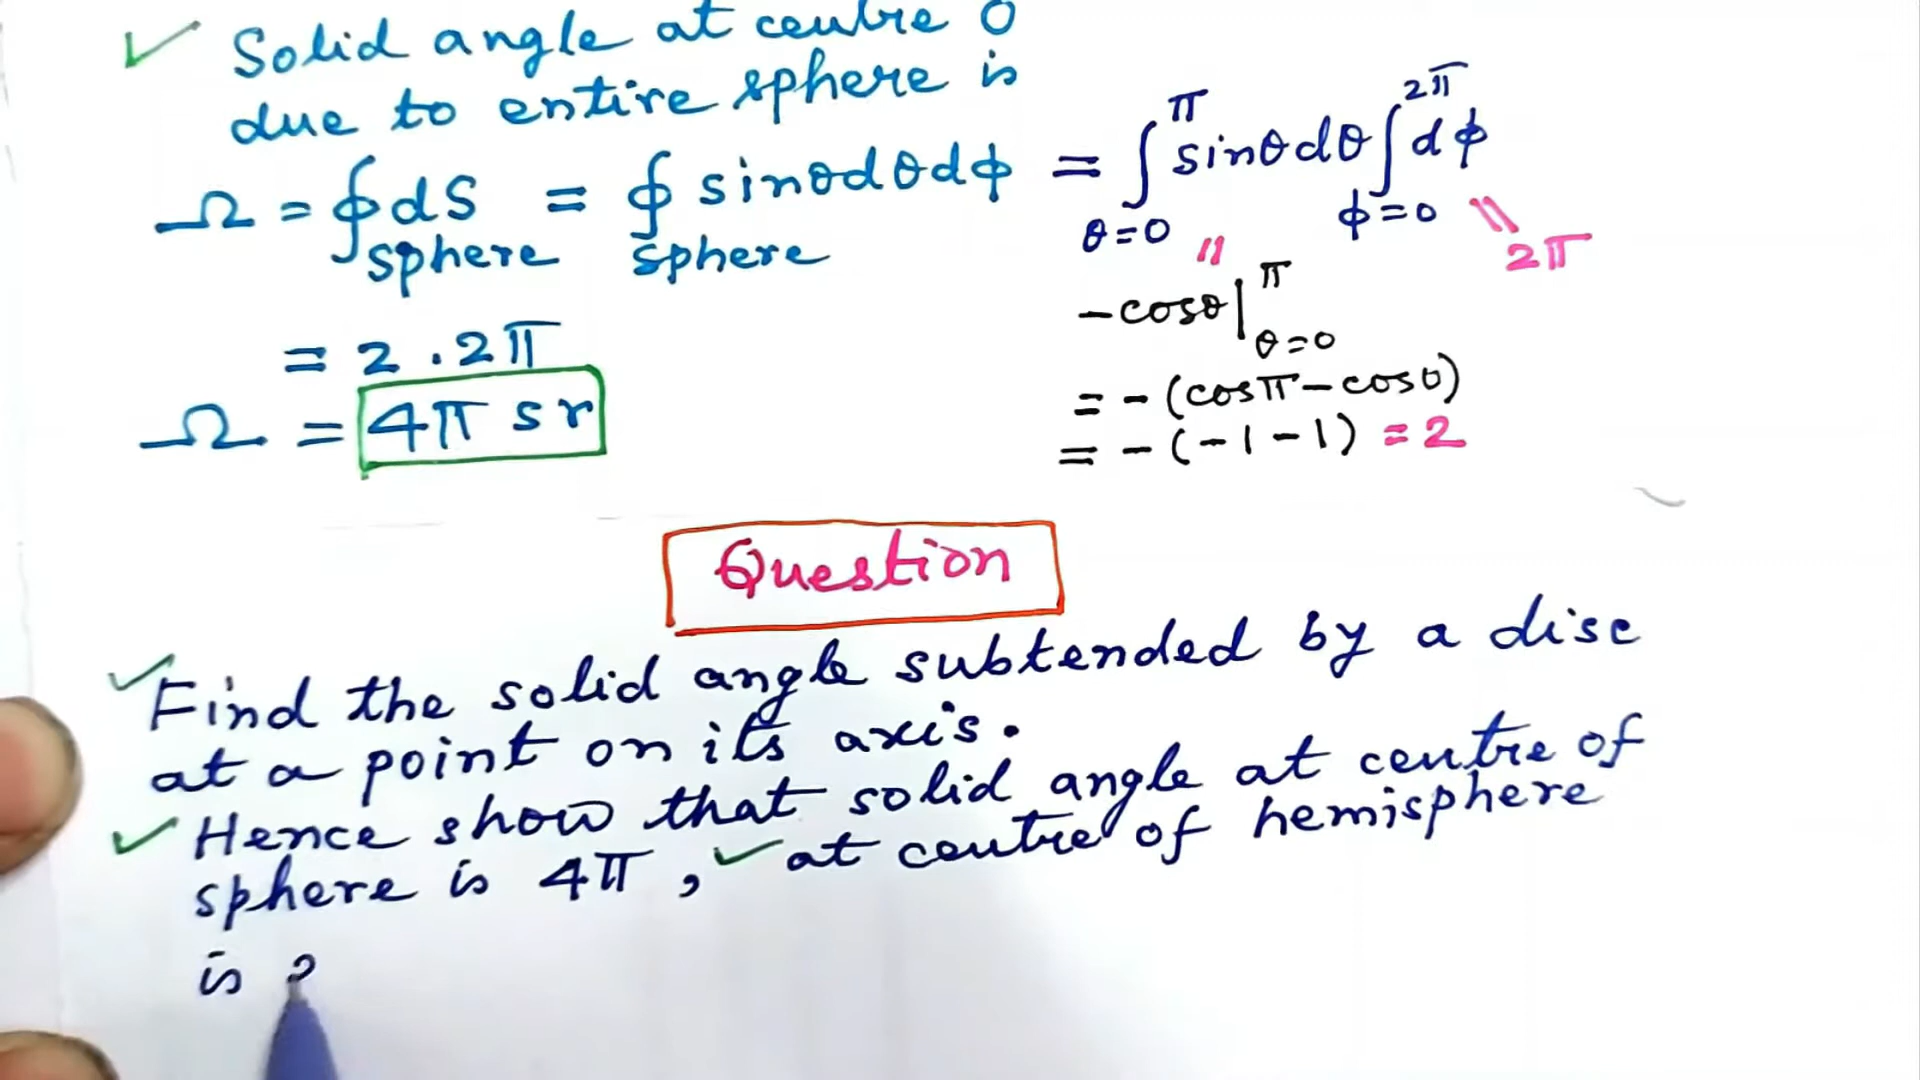 ✓ Solid angle at centre O
due to entire sphere is
Ω = ∮ dS = ∮ sinθdθdϕ = ∫ sinθdθ ∫ dϕ
sphere sphere θ=0 π ϕ=0 2π
= 2π
-cosθ| π θ=0
= 2.2π
= -(cosπ-cos0)
Ω = 4π sr
= -(-1-1) = 2
Question
✓ Find the solid angle subtended by a disc
at a point on its axis.
✓ Hence show that solid angle at centre of
sphere is 4π, ✓ at centre of hemisphere
is